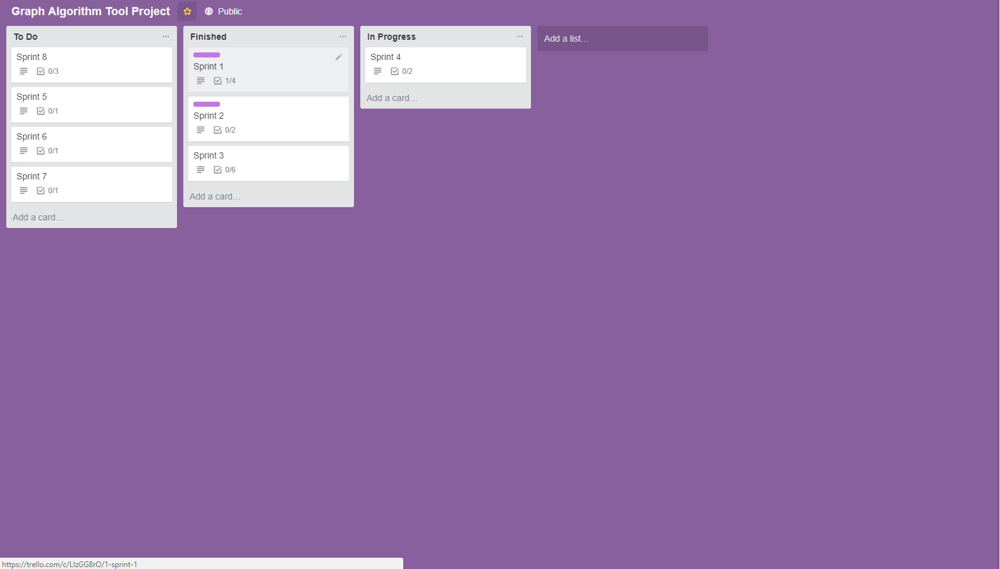 Graph Algorithm Tool Project
Public
To Do
Sprint 8
0/3
Sprint 5
0/1
Sprint 6
0/1
Sprint 7
0/1
Add a card…
Finished
Sprint 1
1/4
Sprint 2
0/2
Sprint 3
0/6
Add a card…
In Progress
Sprint 4
0/2
Add a card…
Add a list…
https://trello.com/c/LlzGG8rO/1-sprint-1